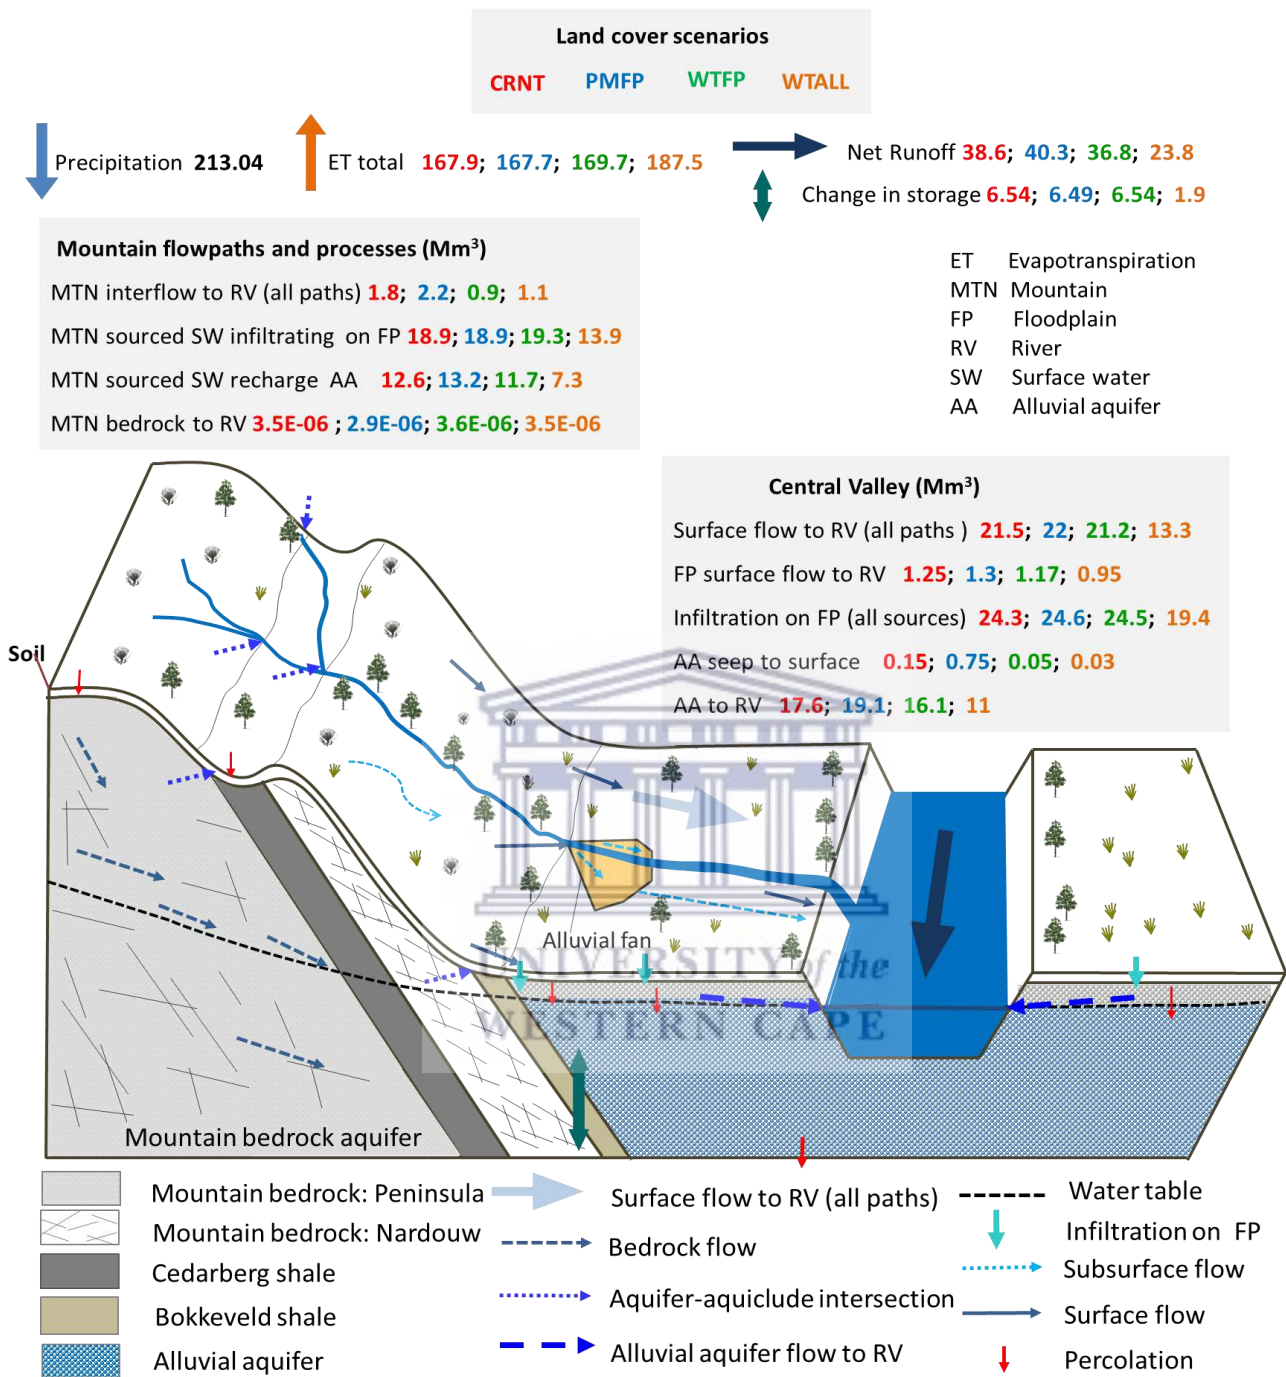 Land cover scenarios
CRNT PMFP WTFP WTALL
Precipitation 213.04
ET total 167.9; 167.7; 169.7; 187.5
Net Runoff 38.6; 40.3; 36.8; 23.8
Change in storage 6.54; 6.49; 6.54; 1.9
Mountain flowpaths and processes (Mm³)
MTN interflow to RV (all paths) 1.8; 2.2; 0.9; 1.1
MTN sourced SW infiltrating on FP 18.9; 18.9; 19.3; 13.9
MTN sourced SW recharge AA 12.6; 13.2; 11.7; 7.3
MTN bedrock to RV 3.5E-06 ; 2.9E-06; 3.6E-06; 3.5E-06
ET Evapotranspiration
MTN Mountain
FP Floodplain
RV River
SW Surface water
AA Alluvial aquifer
Central Valley (Mm³)
Surface flow to RV (all paths ) 21.5; 22; 21.2; 13.3
FP surface flow to RV 1.25; 1.3; 1.17; 0.95
Infiltration on FP (all sources) 24.3; 24.6; 24.5; 19.4
AA seep to surface 0.15; 0.75; 0.05; 0.03
AA to RV 17.6; 19.1; 16.1; 11
Soil
Alluvial fan
UNIVERSITY of the
WESTERN CAPE
Mountain bedrock aquifer
Mountain bedrock: Peninsula
Mountain bedrock: Nardouw
Cedarberg shale
Bokkeveld shale
Alluvial aquifer
Surface flow to RV (all paths)
Bedrock flow
Aquifer-aquiclude intersection
Alluvial aquifer flow to RV
Water table
Infiltration on FP
Subsurface flow
Surface flow
Percolation